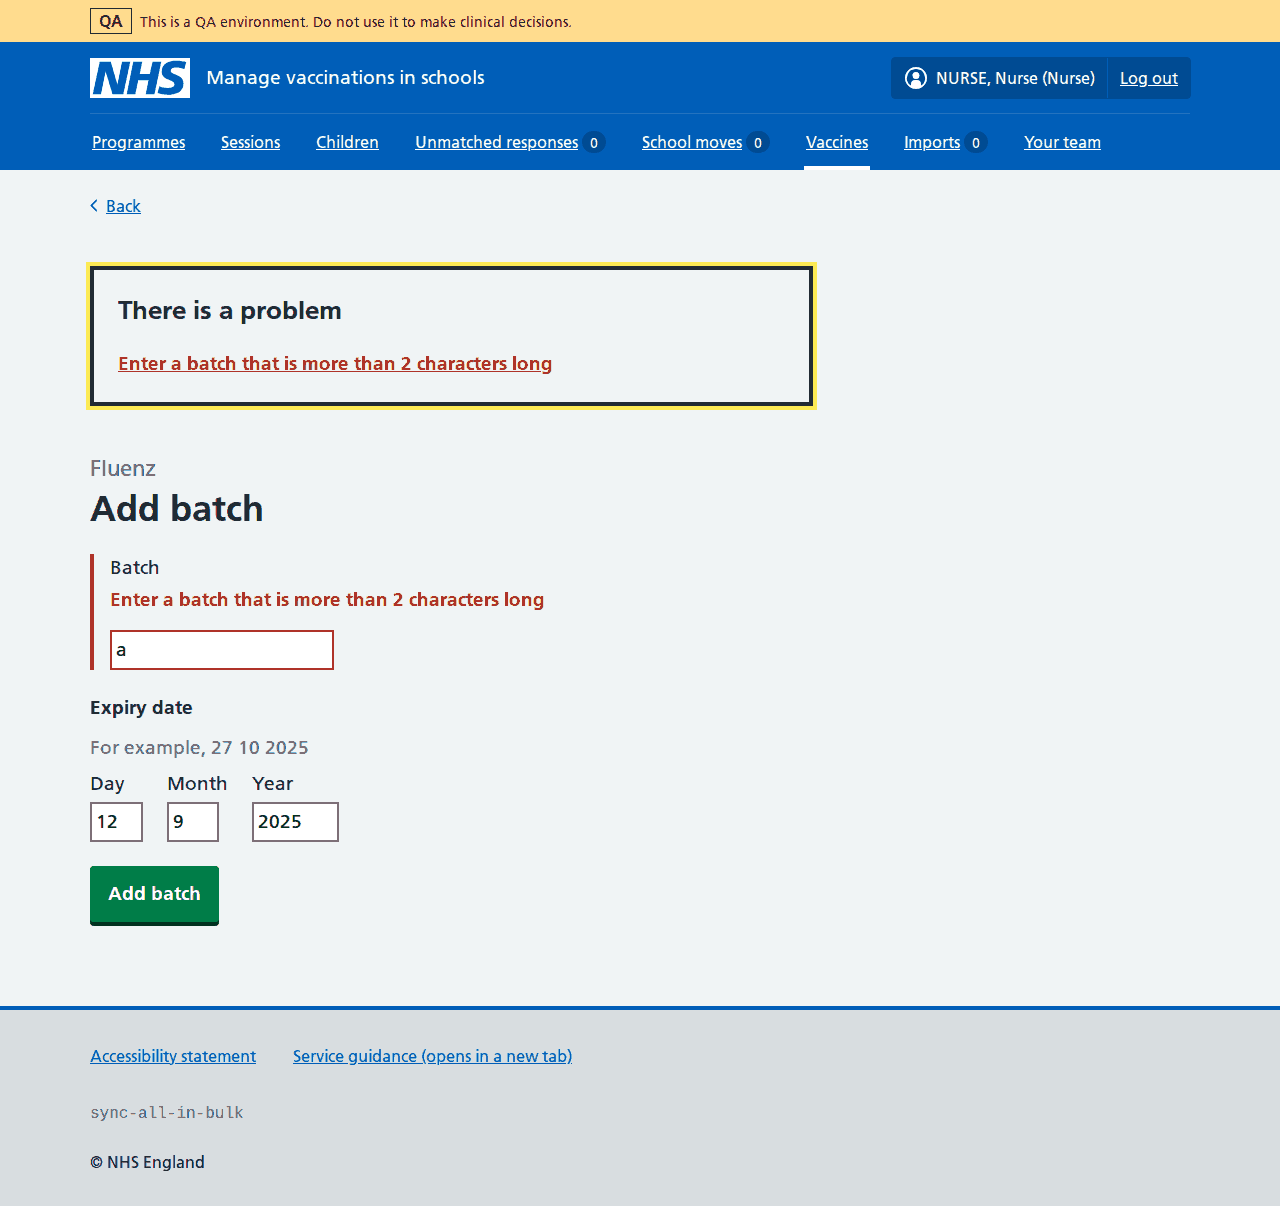 QA This is a QA environment. Do not use it to make clinical decisions.
NHS Manage vaccinations in schools NURSE, Nurse (Nurse) Log out
Programmes Sessions Children Unmatched responses 0 School moves 0 Vaccines Imports 0 Your team
Back
There is a problem
Enter a batch that is more than 2 characters long
Fluenz
Add batch
Batch
Enter a batch that is more than 2 characters long
a
Expiry date
For example, 27 10 2025
Day Month Year
12 9 2025
Add batch
Accessibility statement Service guidance (opens in a new tab)
sync-all-in-bulk
© NHS England